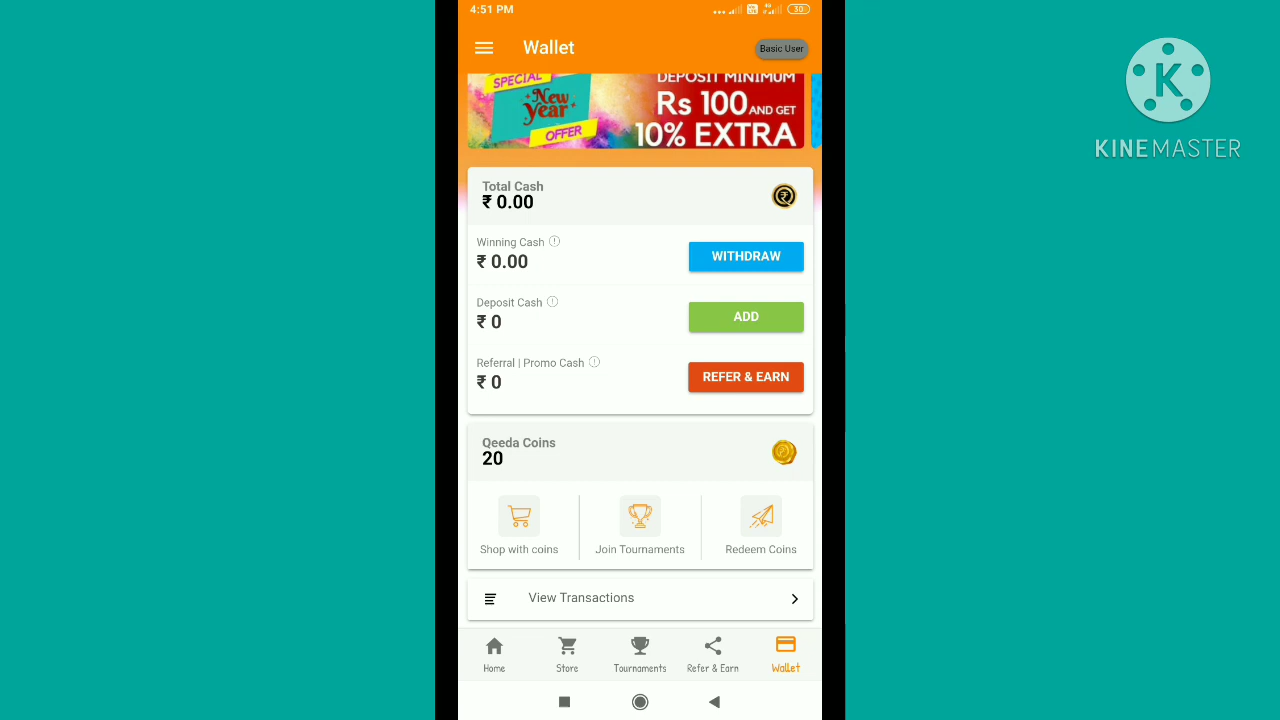 4:51 PM
30
Wallet
Basic User
SPECIAL
New
Year
OFFER
DEPOSIT MINIMUM
Rs 100 AND GET
10% EXTRA
Total Cash
₹ 0.00
Winning Cash
₹ 0.00
WITHDRAW
Deposit Cash
₹ 0
ADD
Referral | Promo Cash
₹ 0
REFER & EARN
Qeeda Coins
20
Shop with coins
Join Tournaments
Redeem Coins
View Transactions
Home
Store
Tournaments
Refer & Earn
Wallet
K
KINEMASTER